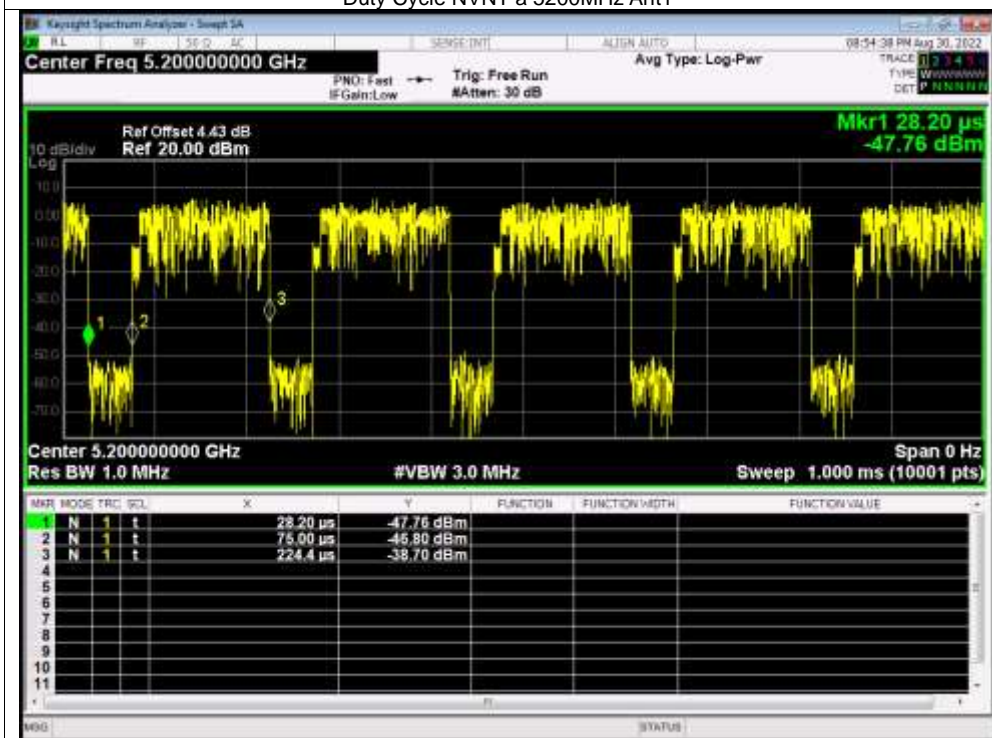 Duty Cycle NVNT a 5200MHz Ant1
Keysight Spectrum Analyzer - Swept SA
RL RF 50 Ω AC SENSE:INT ALIGN AUTO 08:54:38 PM Aug 30, 2022
Center Freq 5.200000000 GHz
PNO: Fast Trig: Free Run Avg Type: Log-Pwr
IFGain:Low #Atten: 30 dB
TRACE 1 2 3 4 5
TYPE W
DET P N N N N N
Mkr1 28.20 µs
-47.76 dBm
Ref Offset 4.43 dB
10 dB/div Ref 20.00 dBm
Log
10.0
0.00
-10.0
-20.0
-30.0
-40.0
-50.0
-60.0
-70.0
1
2
3
Center 5.200000000 GHz Span 0 Hz
Res BW 1.0 MHz #VBW 3.0 MHz Sweep 1.000 ms (10001 pts)
MKR MODE TRC SCL X Y FUNCTION FUNCTION WIDTH FUNCTION VALUE
1 N 1 t 28.20 µs -47.76 dBm
2 N 1 t 75.00 µs -46.80 dBm
3 N 1 t 224.4 µs -38.70 dBm
4
5
6
7
8
9
10
11
MSG STATUS